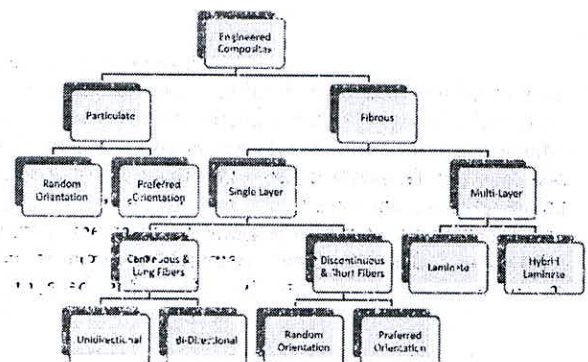 Engineered
Composites
Particulate
Fibrous
Random
Orientation
Preferred
Orientation
Single Layer
Multi-Layer
Continuous &
Long Fibers
Discontinuous
& Short Fibers
Laminate
Hybrid
Laminate
Unidirectional
Bi-Directional
Random
Orientation
Preferred
Orientation